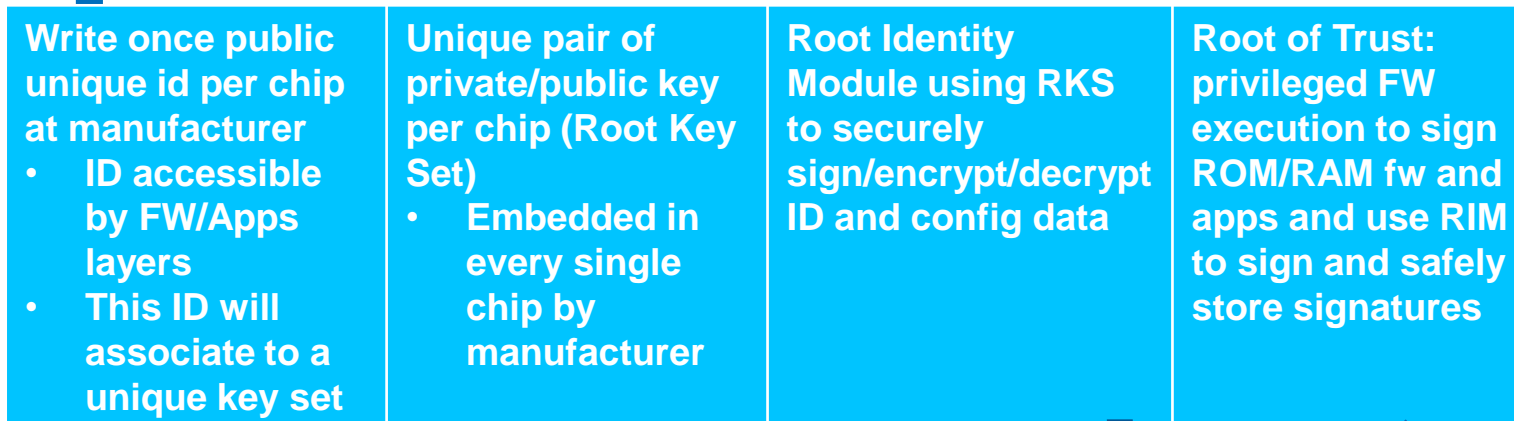 Write once public
unique id per chip
at manufacturer
• ID accessible
by FW/Apps
layers
• This ID will
associate to a
unique key set
Unique pair of
private/public key
per chip (Root Key
Set)
• Embedded in
every single
chip by
manufacturer
Root Identity
Module using RKS
to securely
sign/encrypt/decrypt
ID and config data
Root of Trust:
privileged FW
execution to sign
ROM/RAM fw and
apps and use RIM
to sign and safely
store signatures